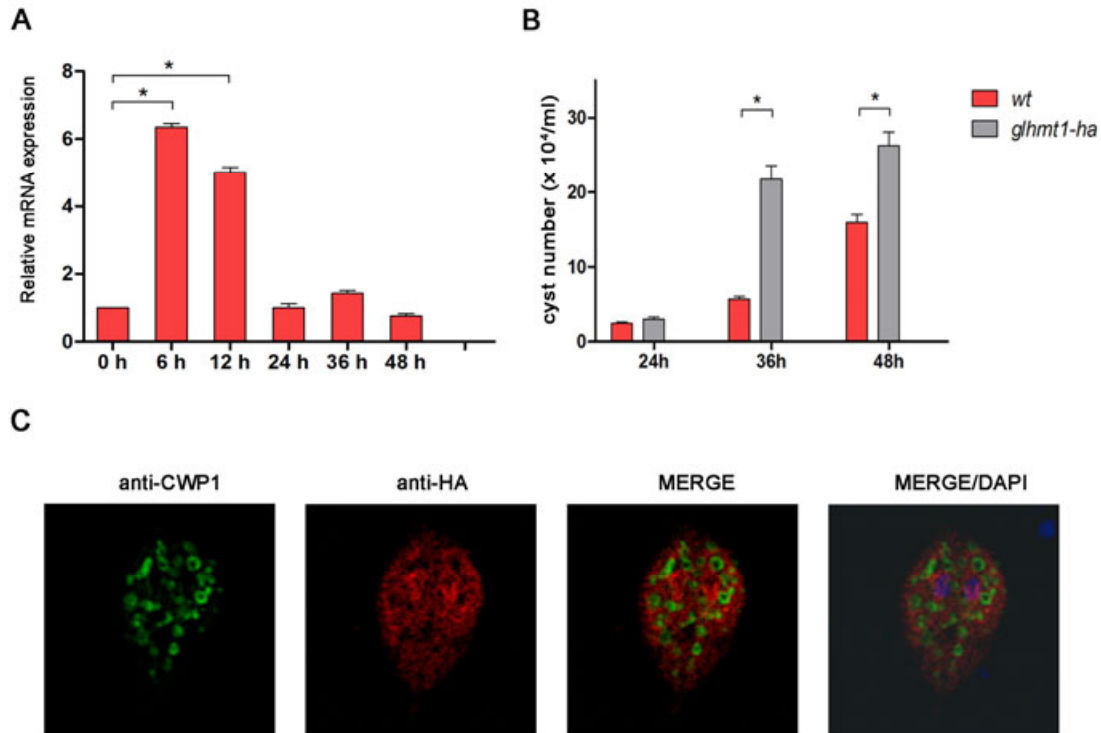 A
Relative mRNA expression
8
6
4
2
0
*
*
0 h 6 h 12 h 24 h 36 h 48 h
B
cyst number (x 10⁴/ml)
30
20
10
0
*
*
24h 36h 48h
wt
glhmt1-ha
C
anti-CWP1 anti-HA MERGE MERGE/DAPI